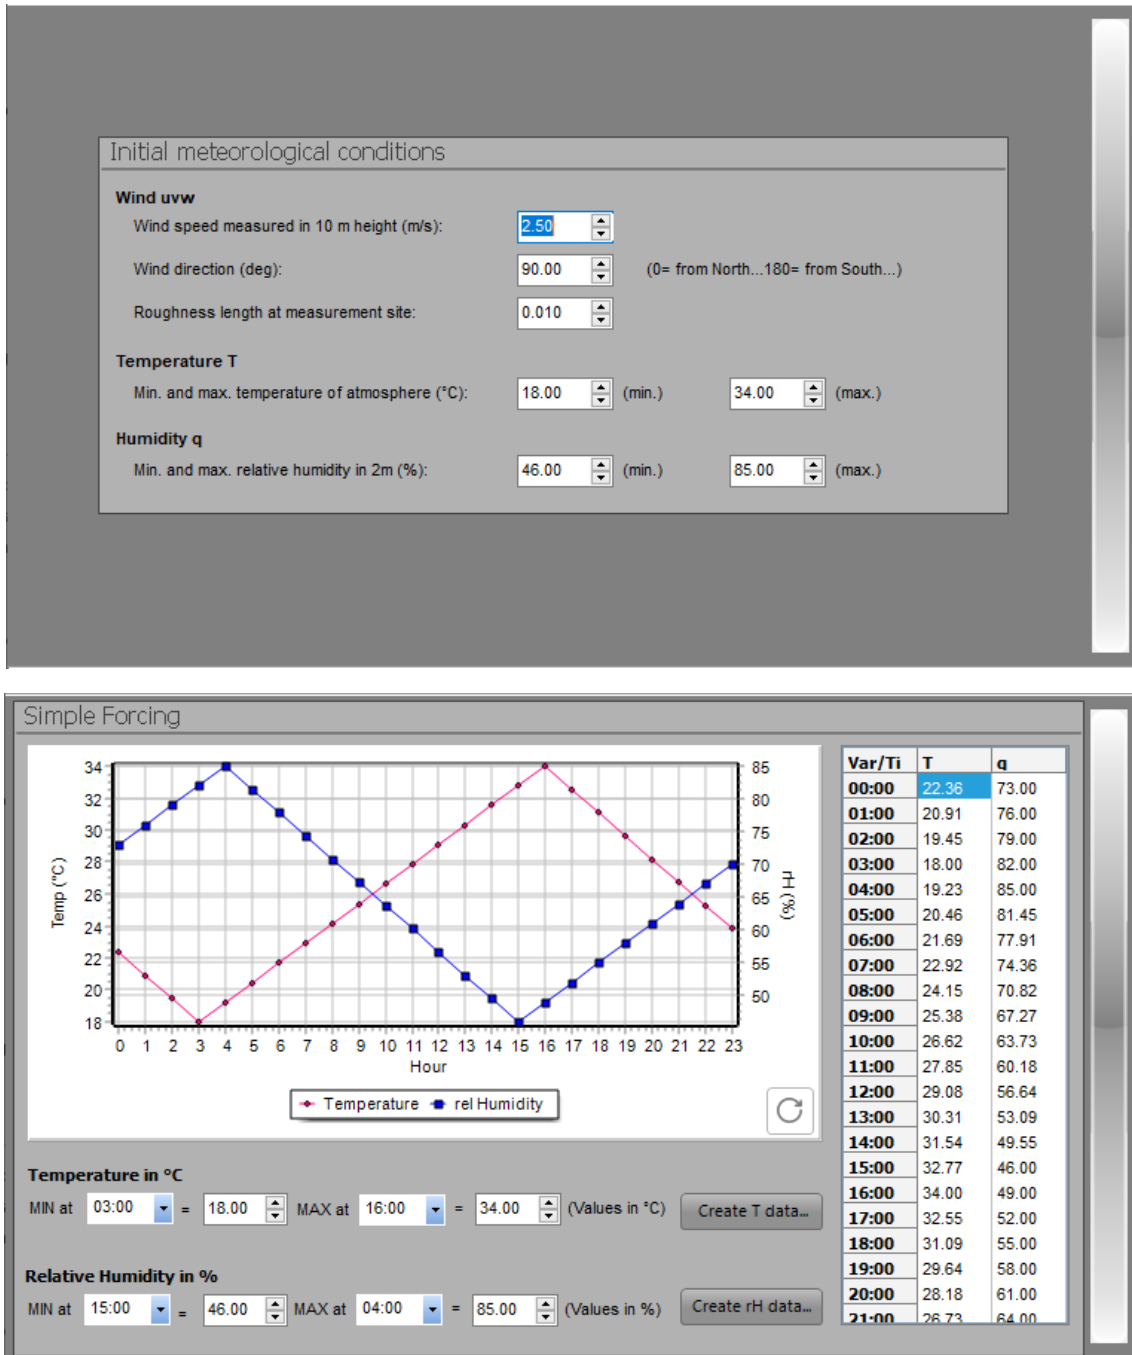 Initial meteorological conditions
Wind uvw
Wind speed measured in 10 m height (m/s): 2.50
Wind direction (deg): 90.00 (0= from North...180= from South...)
Roughness length at measurement site: 0.010
Temperature T
Min. and max. temperature of atmosphere (°C): 18.00 (min.) 34.00 (max.)
Humidity q
Min. and max. relative humidity in 2m (%): 46.00 (min.) 85.00 (max.)
Simple Forcing
34
32
30
28
26
24
22
20
18
Temp (°C)
85
80
75
70
65
60
55
50
rH (%)
0 1 2 3 4 5 6 7 8 9 10 11 12 13 14 15 16 17 18 19 20 21 22 23
Hour
Temperature rel Humidity
Var/Ti T q
00:00 22.36 73.00
01:00 20.91 76.00
02:00 19.45 79.00
03:00 18.00 82.00
04:00 19.23 85.00
05:00 20.46 81.45
06:00 21.69 77.91
07:00 22.92 74.36
08:00 24.15 70.82
09:00 25.38 67.27
10:00 26.62 63.73
11:00 27.85 60.18
12:00 29.08 56.64
13:00 30.31 53.09
14:00 31.54 49.55
15:00 32.77 46.00
16:00 34.00 49.00
17:00 32.55 52.00
18:00 31.09 55.00
19:00 29.64 58.00
20:00 28.18 61.00
21:00 26.73 64.00
Temperature in °C
MIN at 03:00 = 18.00 MAX at 16:00 = 34.00 (Values in °C) Create T data...
Relative Humidity in %
MIN at 15:00 = 46.00 MAX at 04:00 = 85.00 (Values in %) Create rH data...